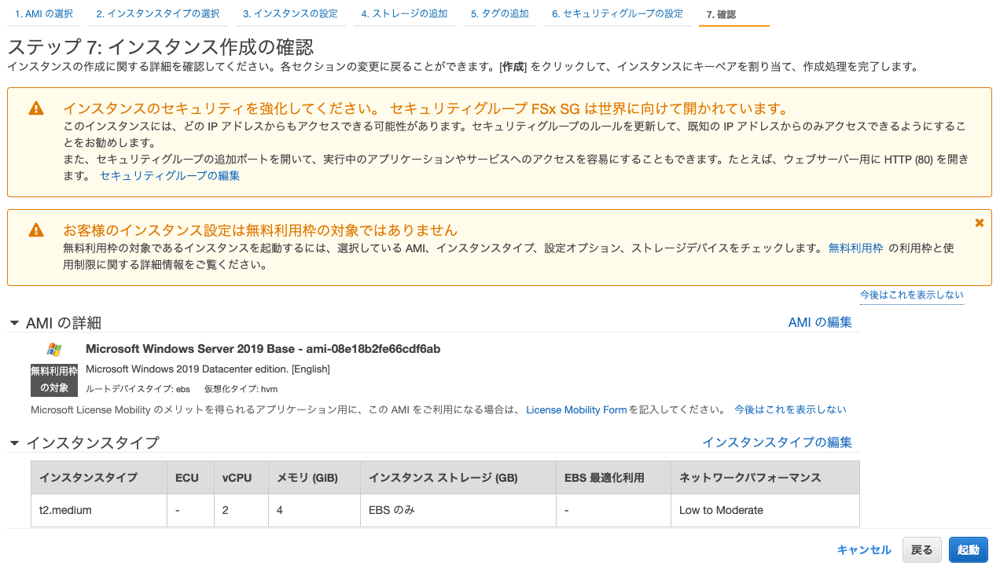 1. AMI の選択 2. インスタンスタイプの選択 3. インスタンスの設定 4. ストレージの追加 5. タグの追加 6. セキュリティグループの設定 7. 確認
ステップ 7: インスタンス作成の確認
インスタンスの作成に関する詳細を確認してください。各セクションの変更に戻ることができます。[作成] をクリックして、インスタンスにキーペアを割り当て、作成処理を完了します。
インスタンスのセキュリティを強化してください。 セキュリティグループ FSx SG は世界に向けて開かれています。
このインスタンスには、どの IP アドレスからもアクセスできる可能性があります。セキュリティグループのルールを更新して、既知の IP アドレスからのみアクセスできるようにするこ
とをお勧めします。
また、セキュリティグループの追加ポートを開いて、実行中のアプリケーションやサービスへのアクセスを容易にすることもできます。たとえば、ウェブサーバー用に HTTP (80) を開き
ます。 セキュリティグループの編集
お客様のインスタンス設定は無料利用枠の対象ではありません
無料利用枠の対象であるインスタンスを起動するには、選択している AMI、インスタンスタイプ、設定オプション、ストレージデバイスをチェックします。 無料利用枠 の利用枠と使
用制限に関する詳細情報をご覧ください。
今後はこれを表示しない
AMI の詳細 AMI の編集
Microsoft Windows Server 2019 Base - ami-08e18b2fe66cdf6ab
無料利用枠 Microsoft Windows 2019 Datacenter edition. [English]
の対象 ルートデバイスタイプ: ebs 仮想化タイプ: hvm
Microsoft License Mobility のメリットを得られるアプリケーション用に、この AMI をご利用になる場合は、 License Mobility Form を記入してください。 今後はこれを表示しない
インスタンスタイプ インスタンスタイプの編集
インスタンスタイプ ECU vCPU メモリ (GiB) インスタンス ストレージ (GB) EBS 最適化利用 ネットワークパフォーマンス
t2.medium - 2 4 EBS のみ - Low to Moderate
キャンセル 戻る 起動